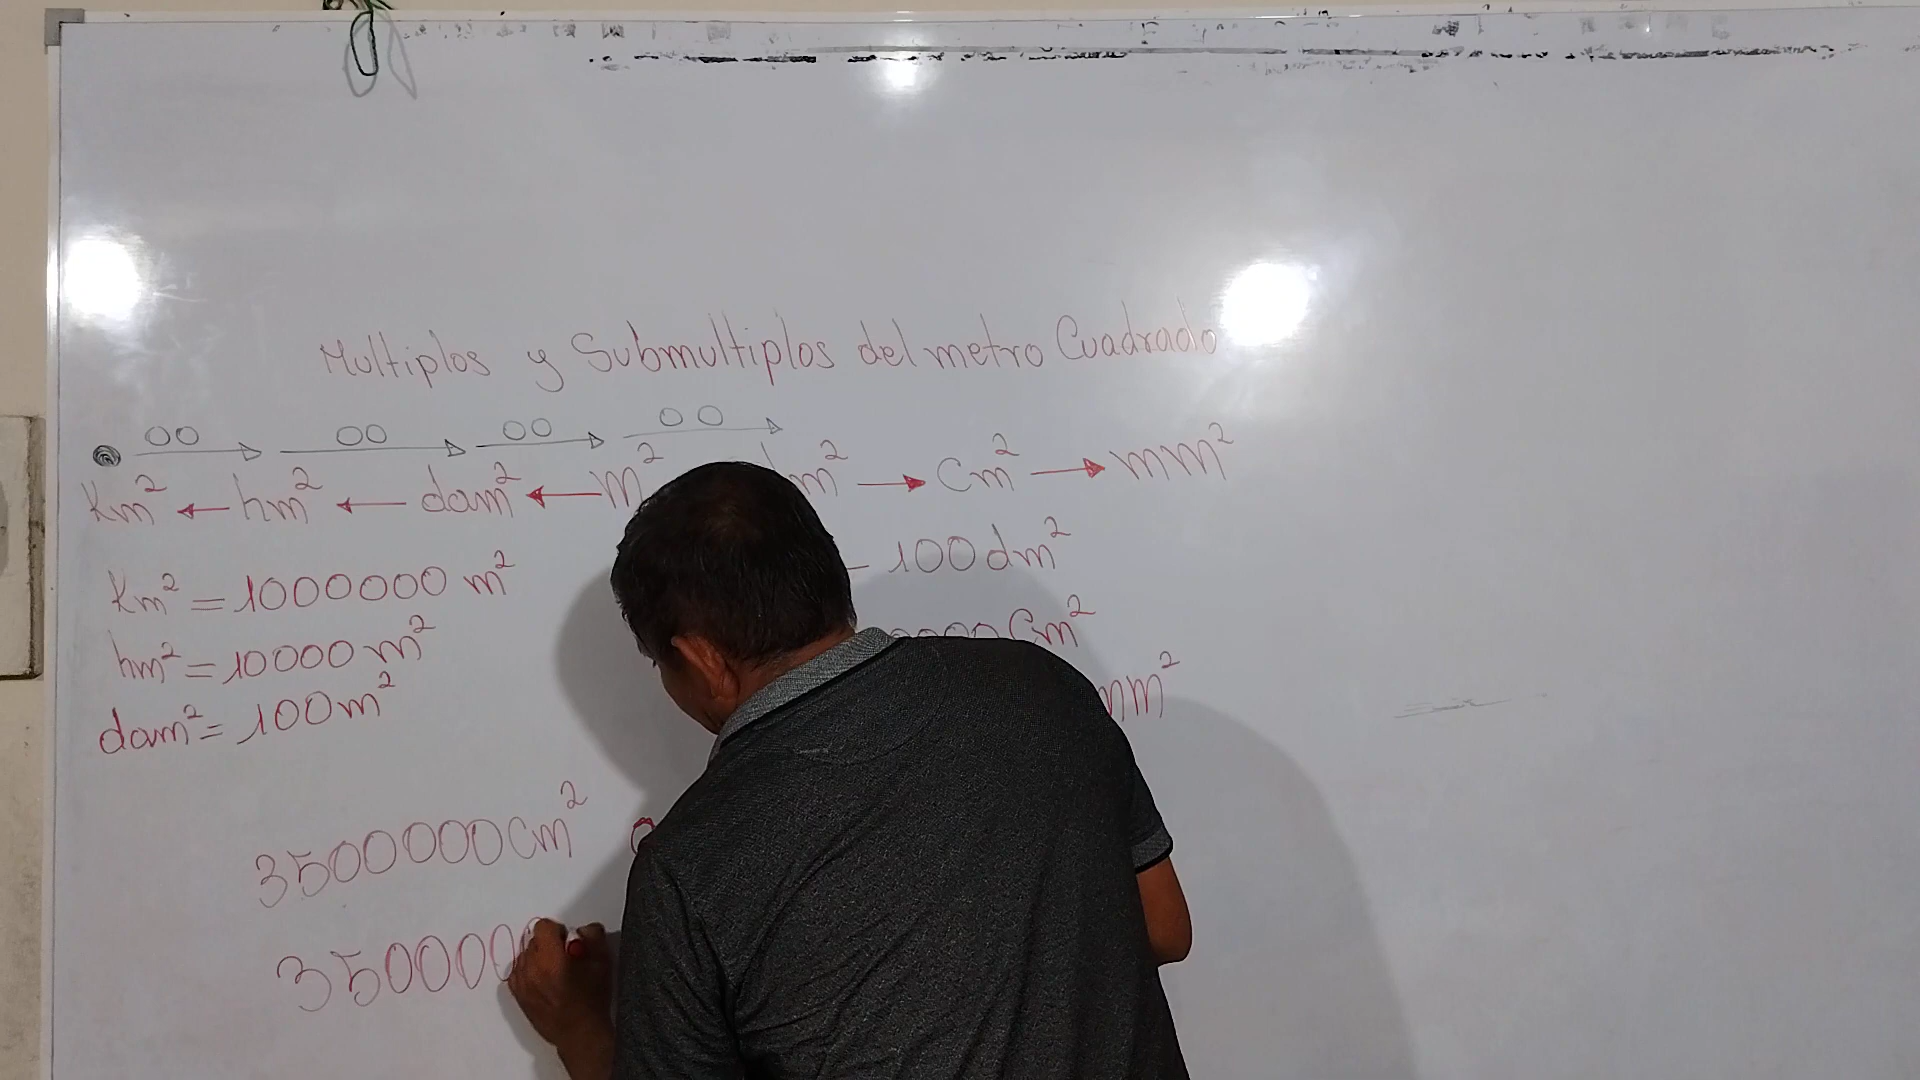 Multiplos y Submultiplos del metro Cuadrado
00 00 00 00
Km² ← hm² ← dam² ← m² dm² → Cm² → mm²
Km² = 1000000 m²
100 dm²
hm² = 10000 m²
Cm²
dam² = 100 m²
mm²
3500000 cm²
350000